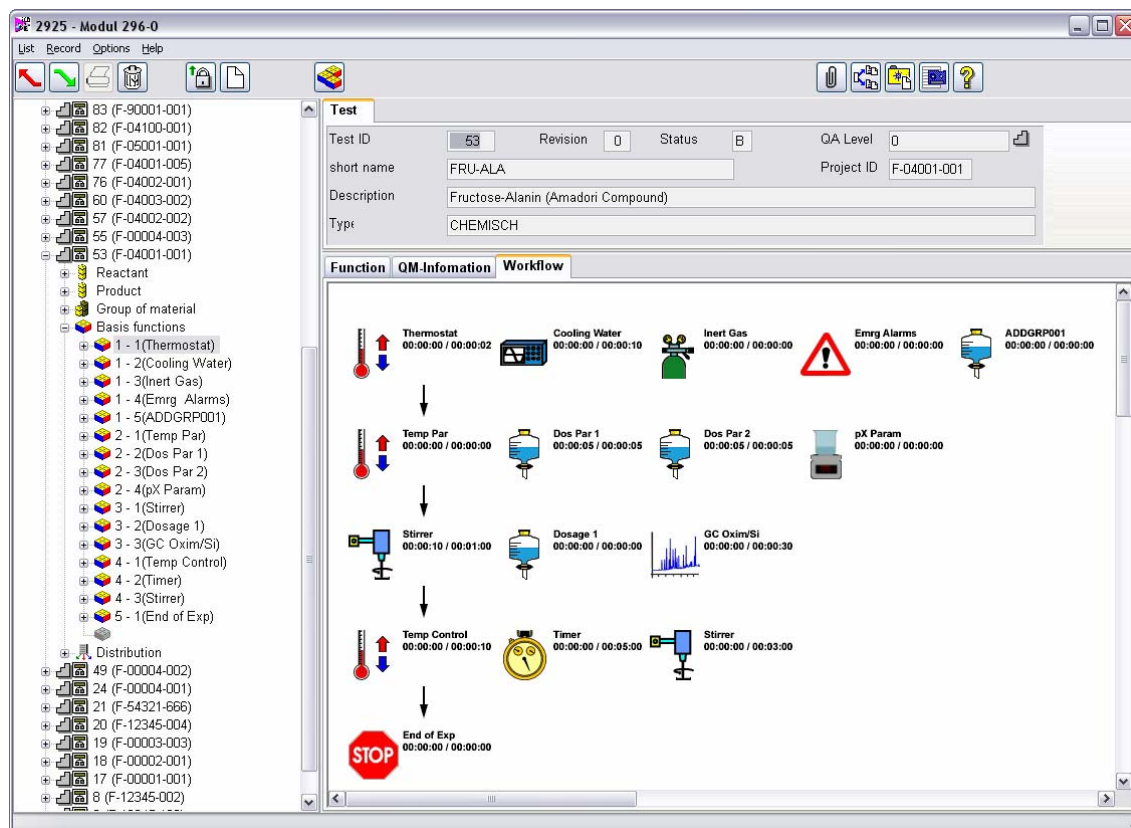 2925 - Modul 296-0
List Record Options Help
83 (F-90001-001)
82 (F-04100-001)
81 (F-05001-001)
77 (F-04001-005)
76 (F-04002-001)
60 (F-04003-002)
57 (F-04002-002)
55 (F-00004-003)
53 (F-04001-001)
Reactant
Product
Group of material
Basis functions
1 - 1(Thermostat)
1 - 2(Cooling Water)
1 - 3(Inert Gas)
1 - 4(Emrg Alarms)
1 - 5(ADDGRP001)
2 - 1(Temp Par)
2 - 2(Dos Par 1)
2 - 3(Dos Par 2)
2 - 4(pX Param)
3 - 1(Stirrer)
3 - 2(Dosage 1)
3 - 3(GC Oxim/Si)
4 - 1(Temp Control)
4 - 2(Timer)
4 - 3(Stirrer)
5 - 1(End of Exp)
Distribution
49 (F-00004-002)
24 (F-00004-001)
21 (F-54321-666)
20 (F-12345-004)
19 (F-00003-003)
18 (F-00002-001)
17 (F-00001-001)
8 (F-12345-002)
Test
Test ID 53 Revision 0 Status B QA Level 0
short name FRU-ALA Project ID F-04001-001
Description Fructose-Alanin (Amadori Compound)
Type CHEMISCH
Function QM-Infomation Workflow
Thermostat Cooling Water Inert Gas Emrg Alarms ADDGRP001
00:00:00 / 00:00:02 00:00:00 / 00:00:10 00:00:00 / 00:00:00 00:00:00 / 00:00:00 00:00:00 / 00:00:00
Temp Par Dos Par 1 Dos Par 2 pX Param
00:00:00 / 00:00:00 00:00:05 / 00:00:05 00:00:05 / 00:00:05 00:00:00 / 00:00:00
Stirrer Dosage 1 GC Oxim/Si
00:00:10 / 00:01:00 00:00:00 / 00:00:00 00:00:00 / 00:00:30
Temp Control Timer Stirrer
00:00:00 / 00:00:10 00:00:00 / 00:05:00 00:00:00 / 00:03:00
End of Exp
00:00:00 / 00:00:00
STOP